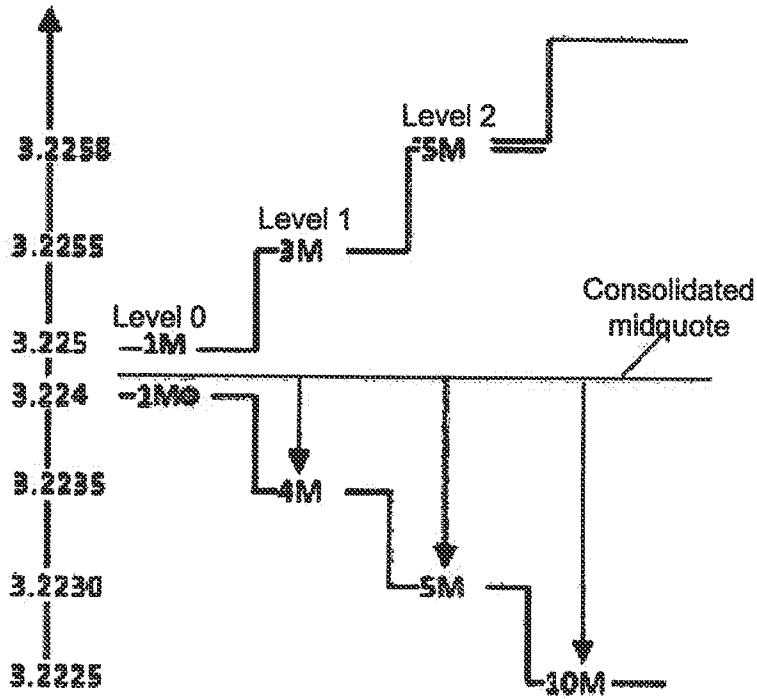 Level 2
3.2258
5M
Level 1
3.2255
3M
Consolidated
midquote
Level 0
3.225
1M
3.224
1M
3.2235
4M
3.2230
5M
3.2225
10M